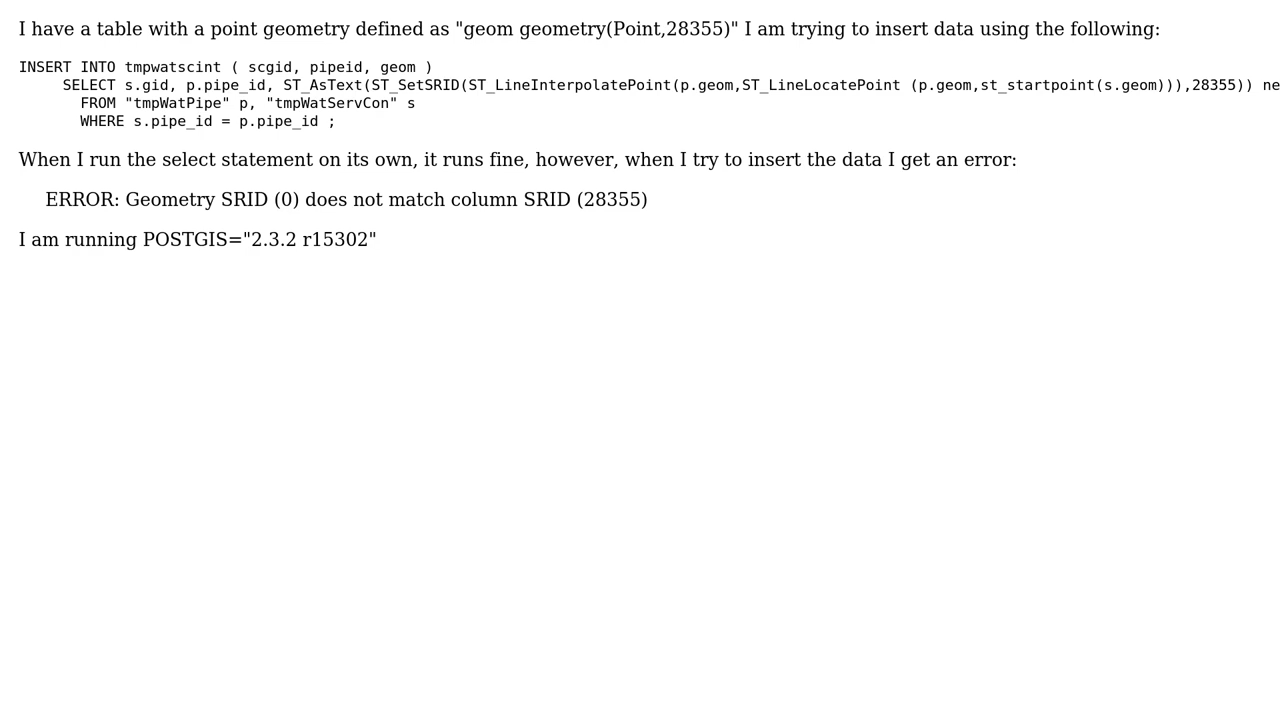 I have a table with a point geometry defined as "geom geometry(Point,28355)" I am trying to insert data using the following:
INSERT INTO tmpwatscint ( scgid, pipeid, geom )
SELECT s.gid, p.pipe_id, ST_AsText(ST_SetSRID(ST_LineInterpolatePoint(p.geom,ST_LineLocatePoint (p.geom,st_startpoint(s.geom))),28355)) ne
FROM "tmpWatPipe" p, "tmpWatServCon" s
WHERE s.pipe_id = p.pipe_id ;
When I run the select statement on its own, it runs fine, however, when I try to insert the data I get an error:
ERROR: Geometry SRID (0) does not match column SRID (28355)
I am running POSTGIS="2.3.2 r15302"